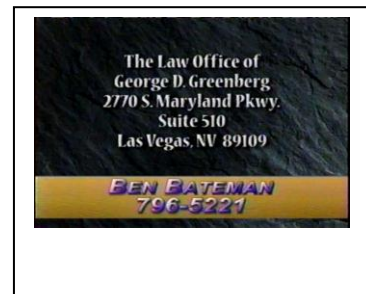 The Law Office of
George D. Greenberg
2770 S. Maryland Pkwy.
Suite 510
Las Vegas, NV 89109
BEN BATEMAN
796-5221